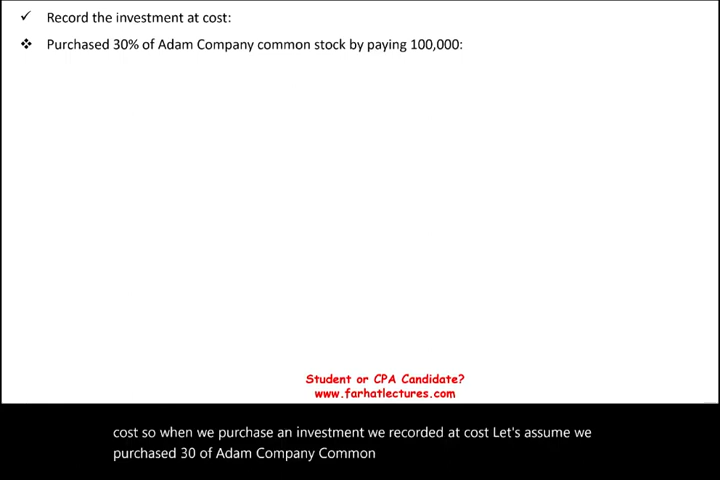 ✓ Record the investment at cost:
❖ Purchased 30% of Adam Company common stock by paying 100,000:
Student or CPA Candidate?
www.farhatlectures.com
cost so when we purchase an investment we recorded at cost Let's assume we
purchased 30 of Adam Company Common